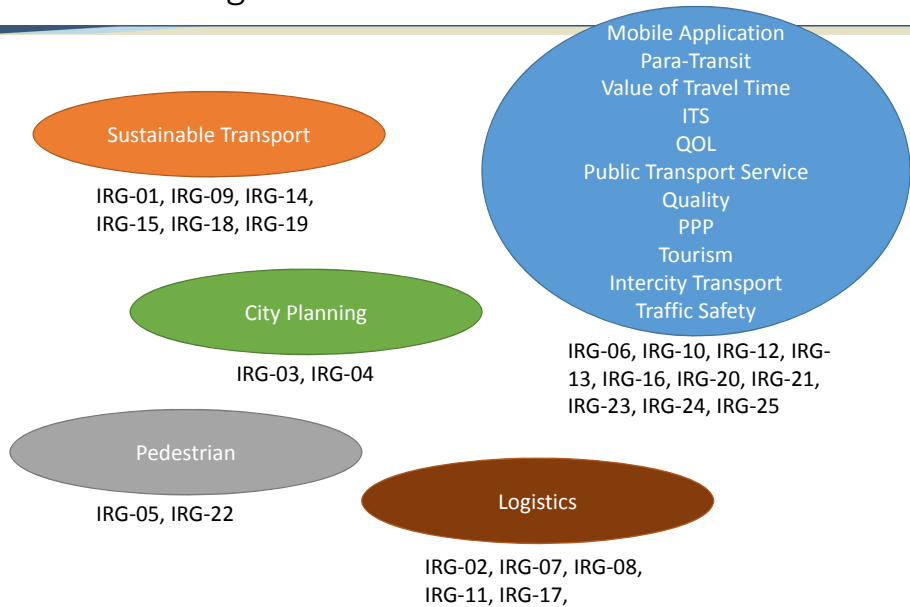 Mobile Application
Para-Transit
Value of Travel Time
ITS
QOL
Public Transport Service
Quality
PPP
Tourism
Intercity Transport
Traffic Safety
IRG-06, IRG-10, IRG-12, IRG-
13, IRG-16, IRG-20, IRG-21,
IRG-23, IRG-24, IRG-25
Sustainable Transport
IRG-01, IRG-09, IRG-14,
IRG-15, IRG-18, IRG-19
City Planning
IRG-03, IRG-04
Pedestrian
IRG-05, IRG-22
Logistics
IRG-02, IRG-07, IRG-08,
IRG-11, IRG-17,